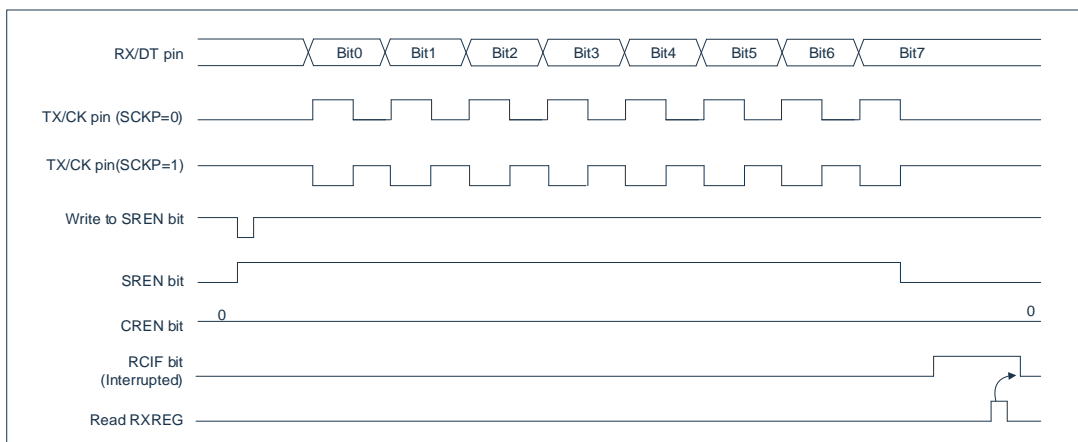 RX/DT pin
Bit0 Bit1 Bit2 Bit3 Bit4 Bit5 Bit6 Bit7
TX/CK pin (SCKP=0)
TX/CK pin(SCKP=1)
Write to SREN bit
SREN bit
0 0
CREN bit
RCIF bit
(Interrupted)
Read RXREG